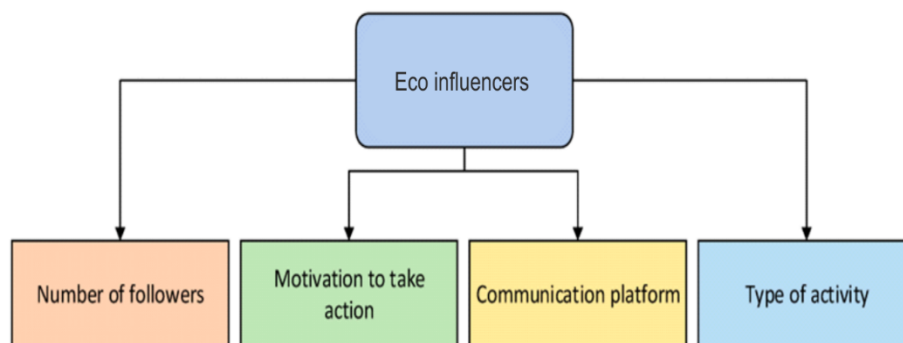 Eco influencers
Number of followers
Motivation to take
action
Communication platform
Type of activity